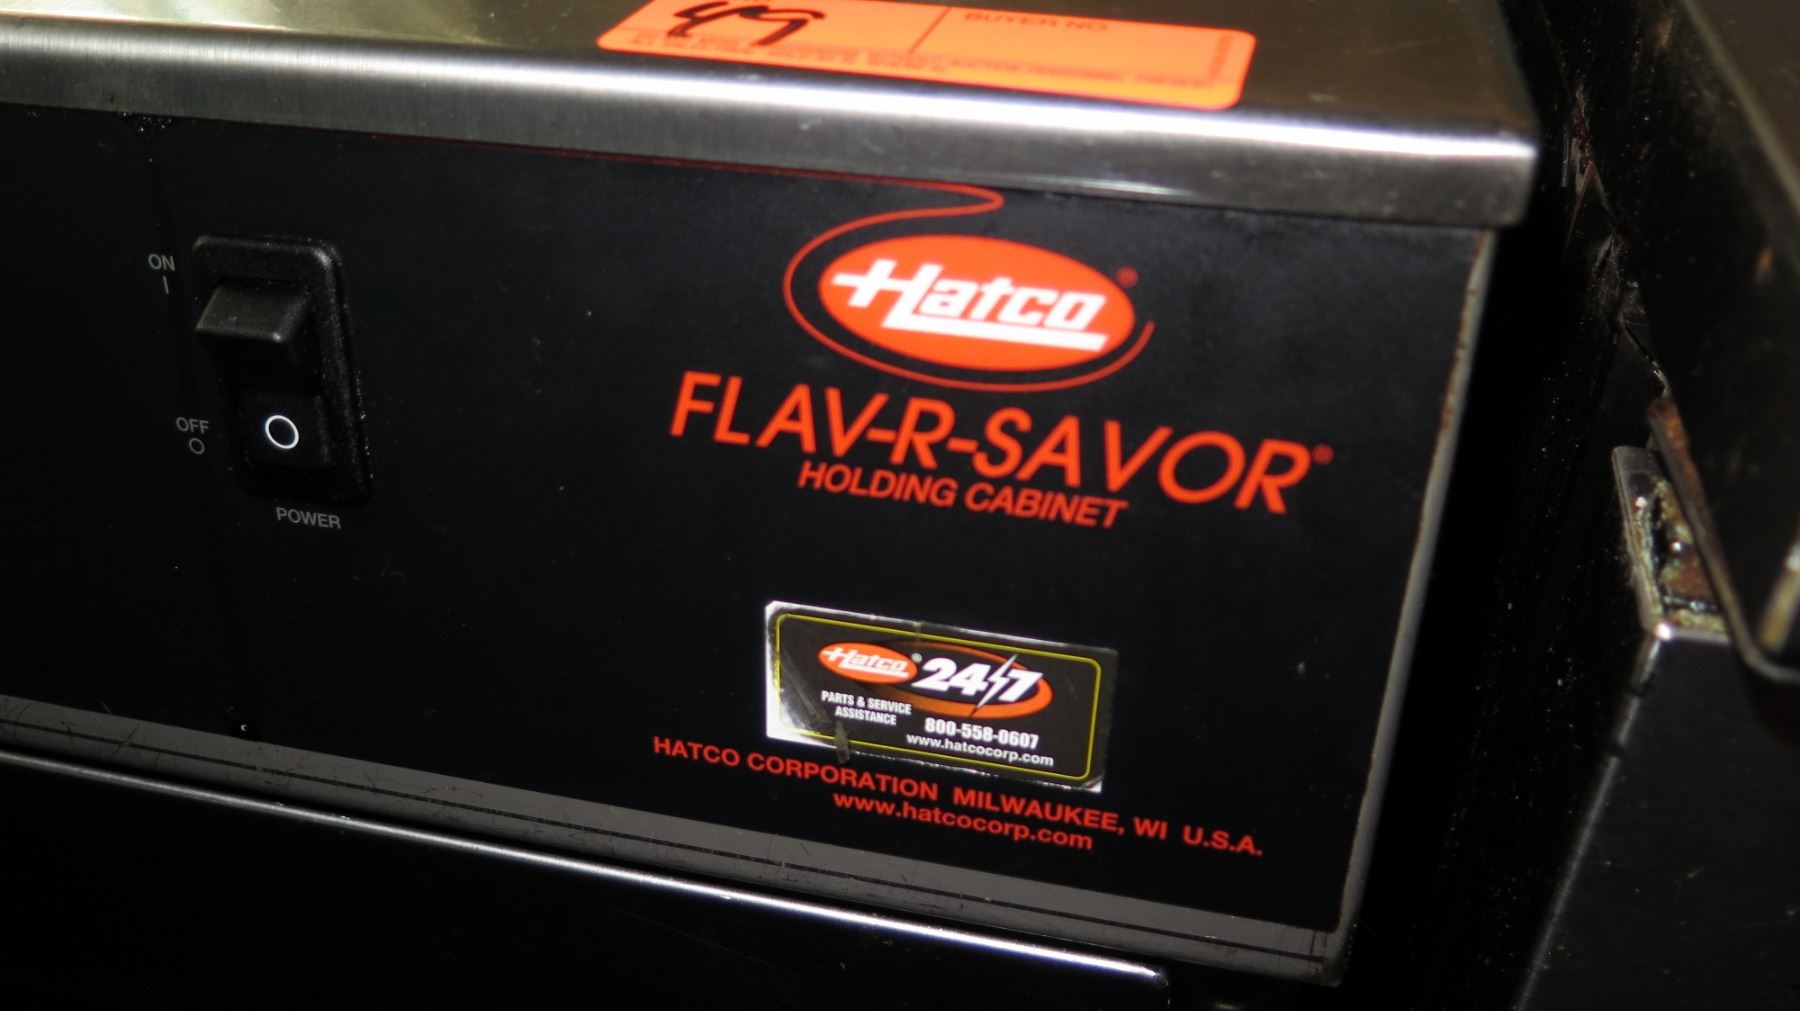 49
BUYER NO.
ON
I
OFF
O
O
POWER
Hatco®
FLAV-R-SAVOR®
HOLDING CABINET
Hatco® 24/7
PARTS & SERVICE
ASSISTANCE
800-558-0607
www.hatcocorp.com
HATCO CORPORATION MILWAUKEE, WI U.S.A.
www.hatcocorp.com